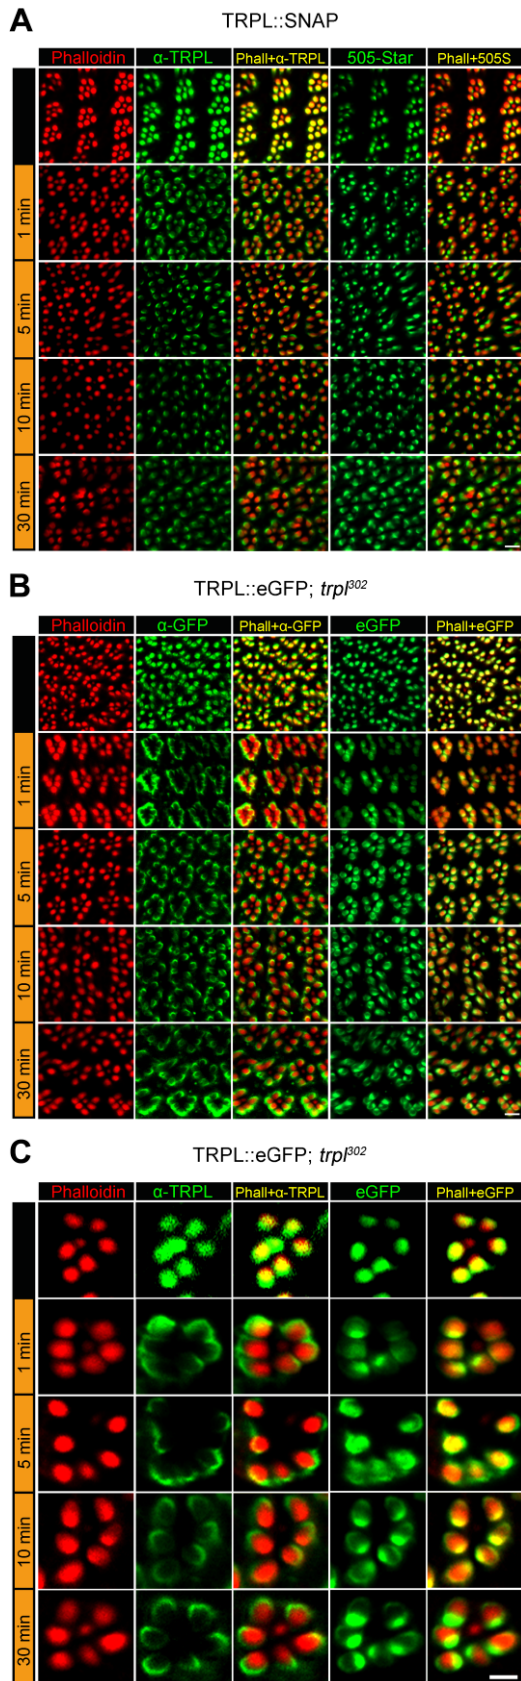 A
TRPL::SNAP
Phalloidin α-TRPL Phall+α-TRPL 505-Star Phall+505S
1 min
5 min
10 min
30 min
B
TRPL::eGFP; trpl³⁰²
Phalloidin α-GFP Phall+α-GFP eGFP Phall+eGFP
1 min
5 min
10 min
30 min
C
TRPL::eGFP; trpl³⁰²
Phalloidin α-TRPL Phall+α-TRPL eGFP Phall+eGFP
1 min
5 min
10 min
30 min